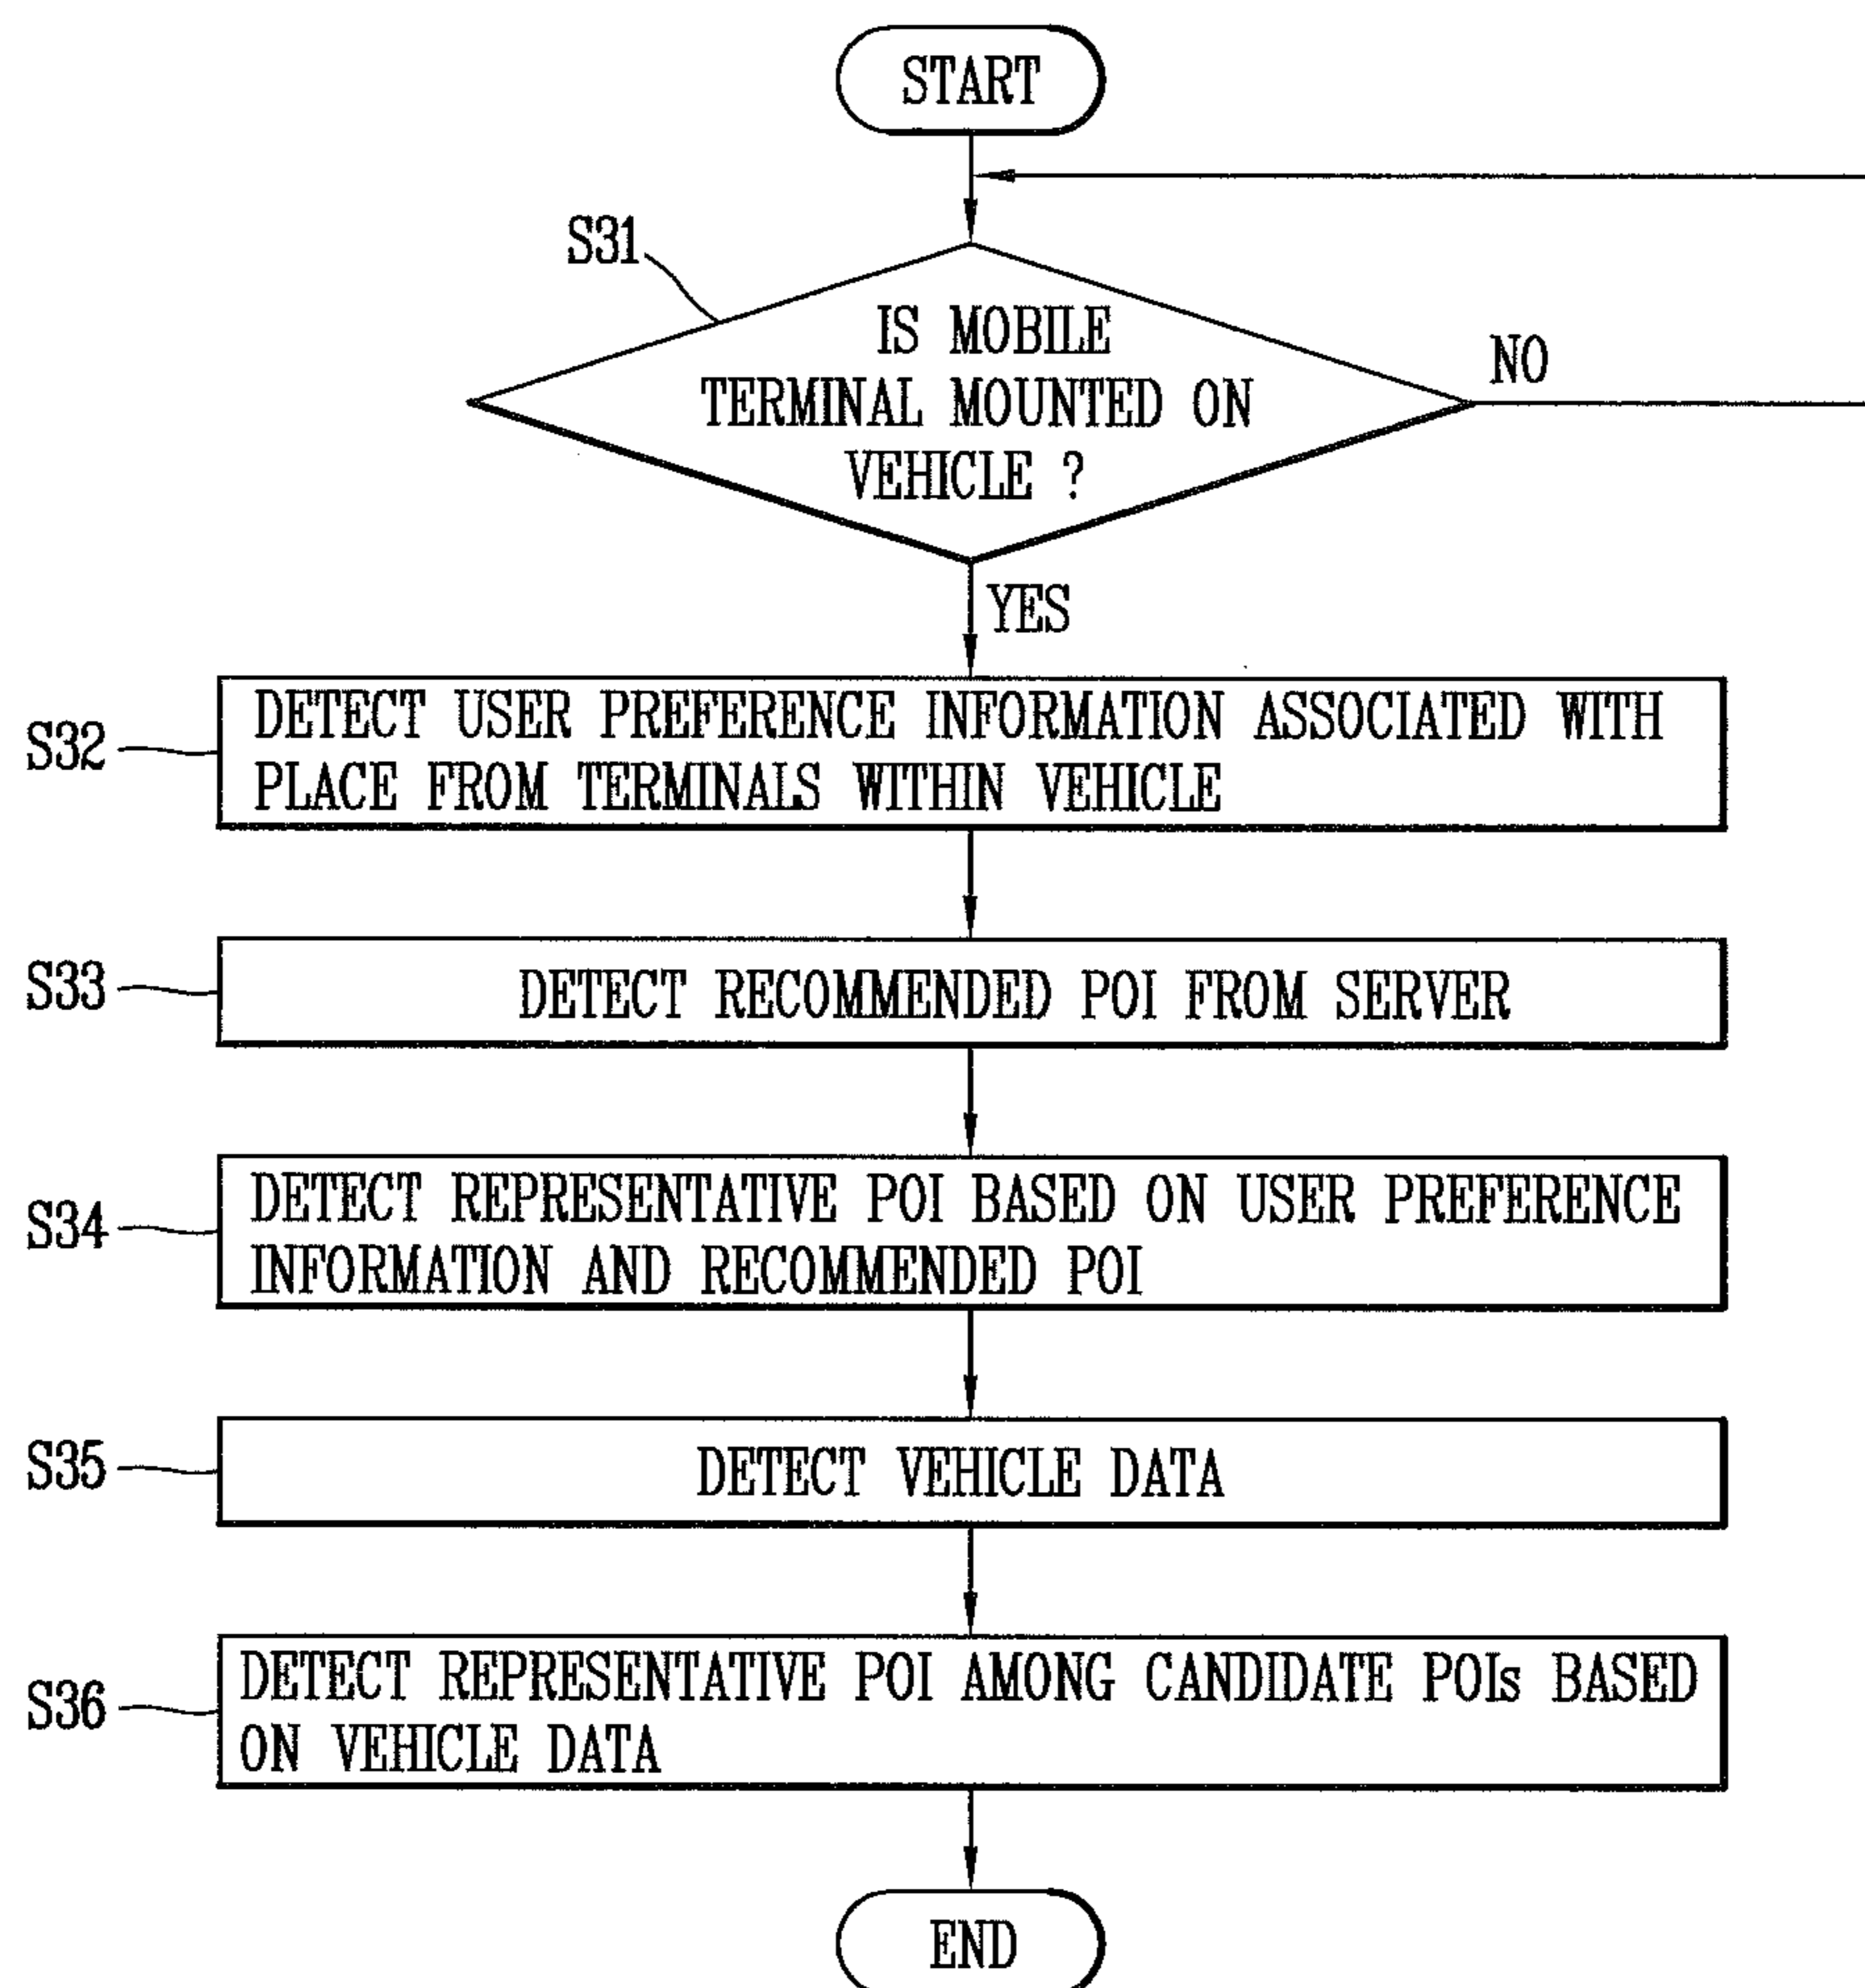 START
S31
IS MOBILE
TERMINAL MOUNTED ON
VEHICLE ?
NO
YES
S32
DETECT USER PREFERENCE INFORMATION ASSOCIATED WITH
PLACE FROM TERMINALS WITHIN VEHICLE
S33
DETECT RECOMMENDED POI FROM SERVER
S34
DETECT REPRESENTATIVE POI BASED ON USER PREFERENCE
INFORMATION AND RECOMMENDED POI
S35
DETECT VEHICLE DATA
S36
DETECT REPRESENTATIVE POI AMONG CANDIDATE POIs BASED
ON VEHICLE DATA
END